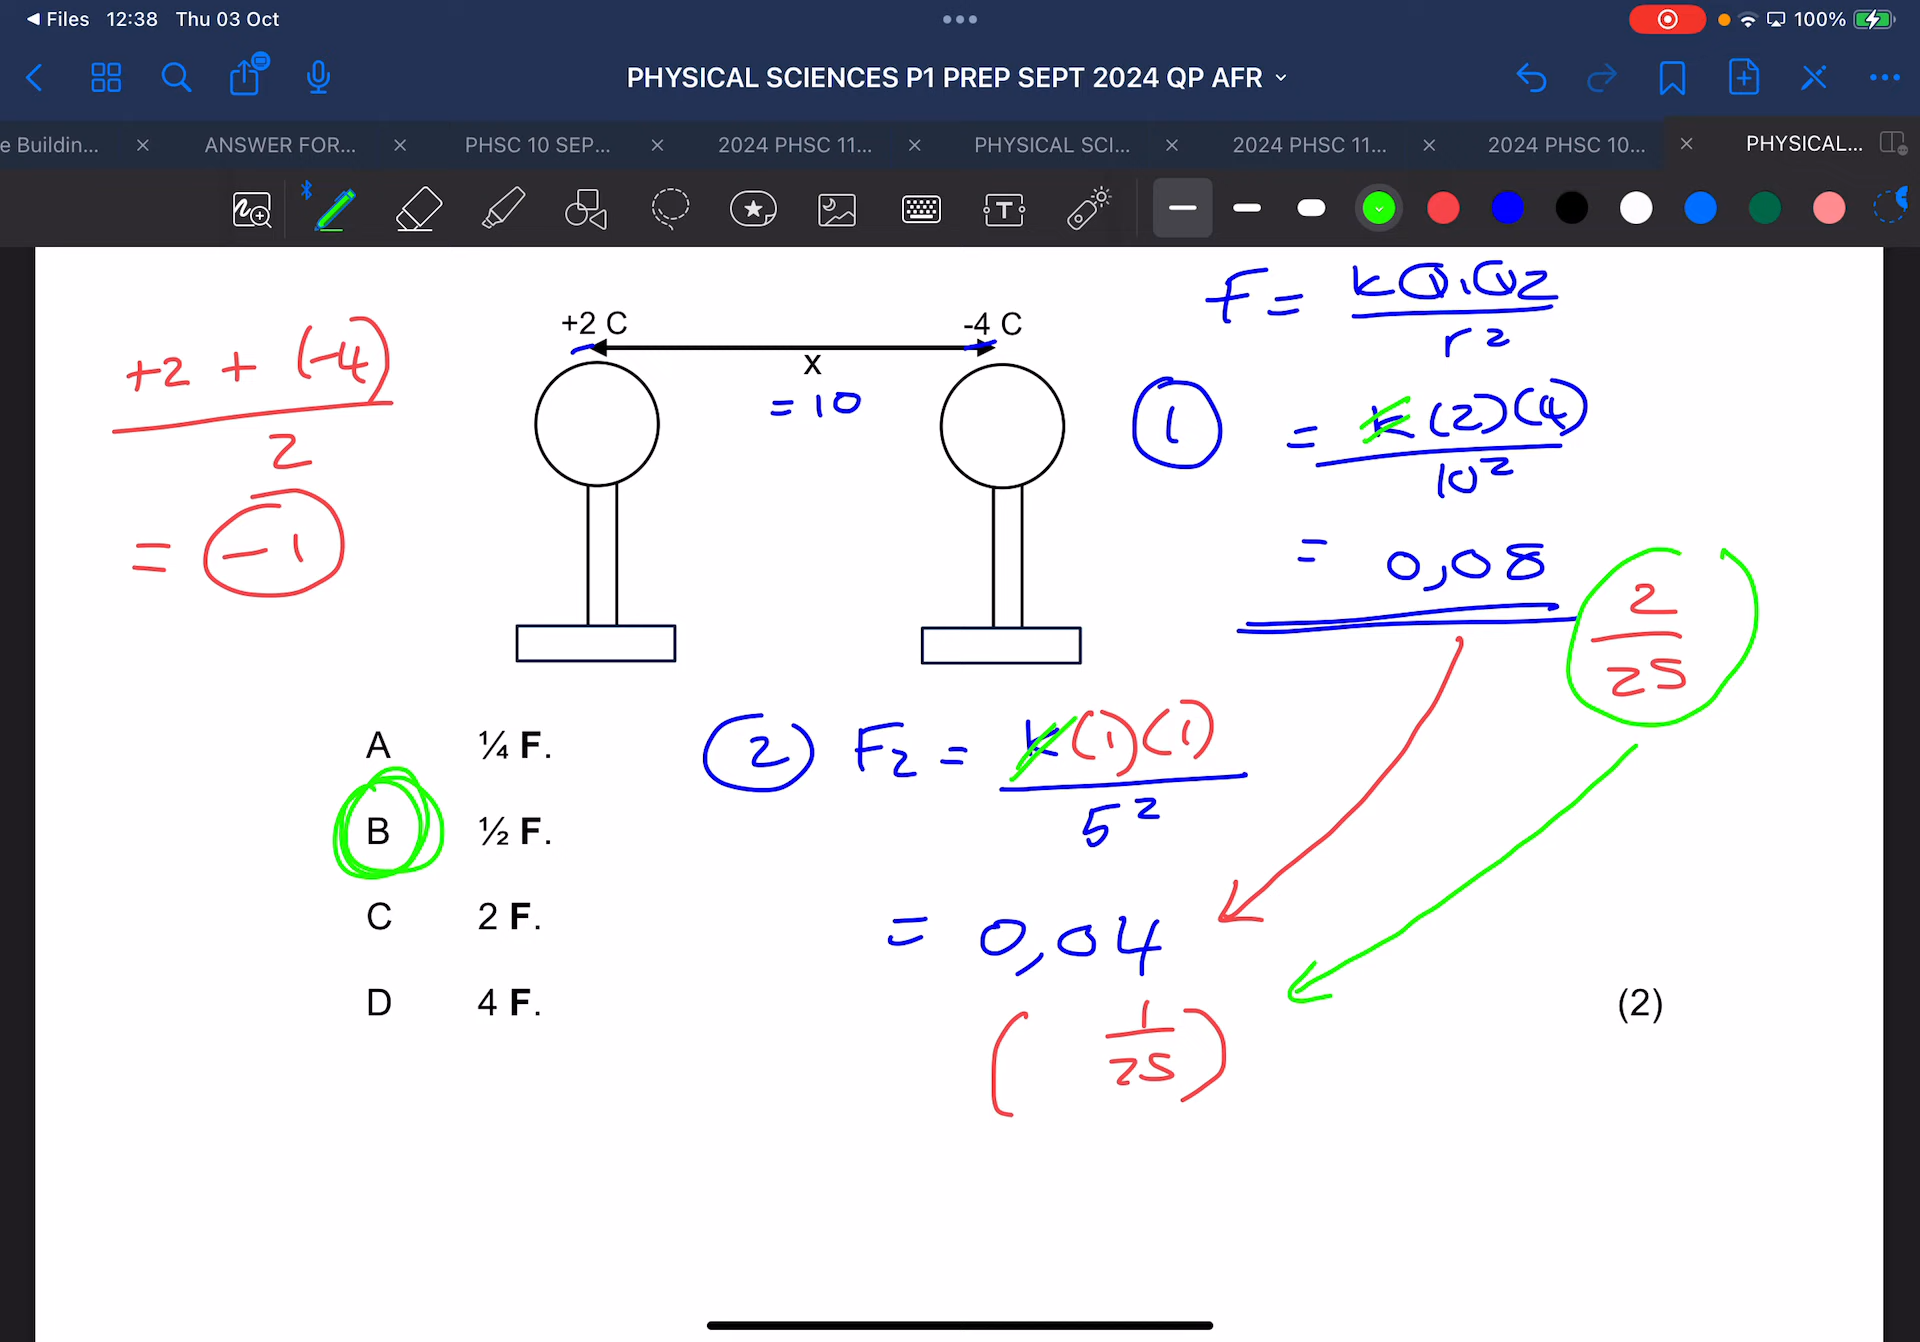 Files 12:38 Thu 03 Oct
100%
PHYSICAL SCIENCES P1 PREP SEPT 2024 QP AFR
e Buildin... ANSWER FOR... PHSC 10 SEP... 2024 PHSC 11... PHYSICAL SCI... 2024 PHSC 11... 2024 PHSC 10... PHYSICAL...
+2 + (-4)
2
= -1
+2 C -4 C
x
= 10
F = kQ1Q2
r2
1 = k(2)(4)
10²
= 0,08
2
25
A ¼ F.
B ½ F.
C 2 F.
D 4 F.
2 F2 = k(1)(1)
5²
= 0,04
( 1
25 )
(2)